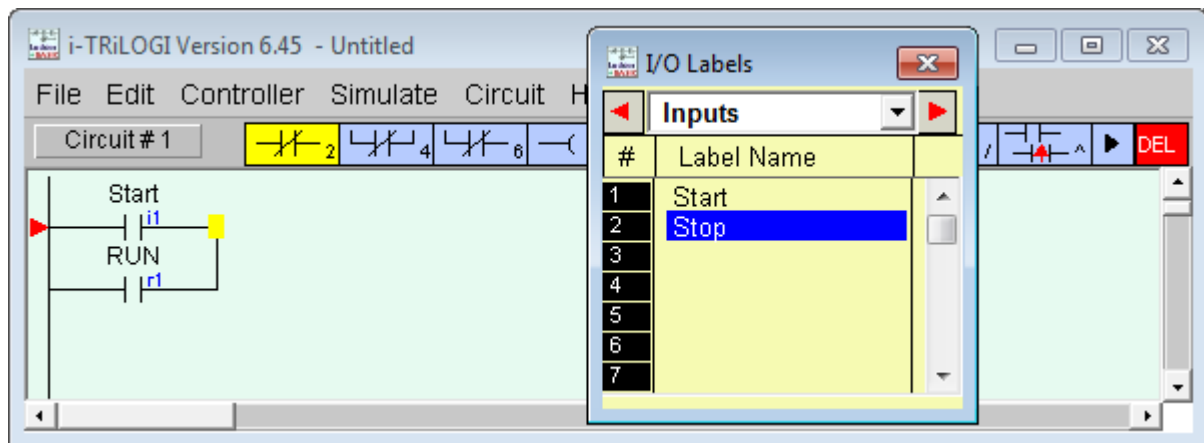 i-TRiLOGI Version 6.45 - Untitled
File Edit Controller Simulate Circuit H
Circuit # 1
2
4
6
/
^
DEL
Start
i1
RUN
r1
I/O Labels
Inputs
# Label Name
1 Start
2 Stop
3
4
5
6
7